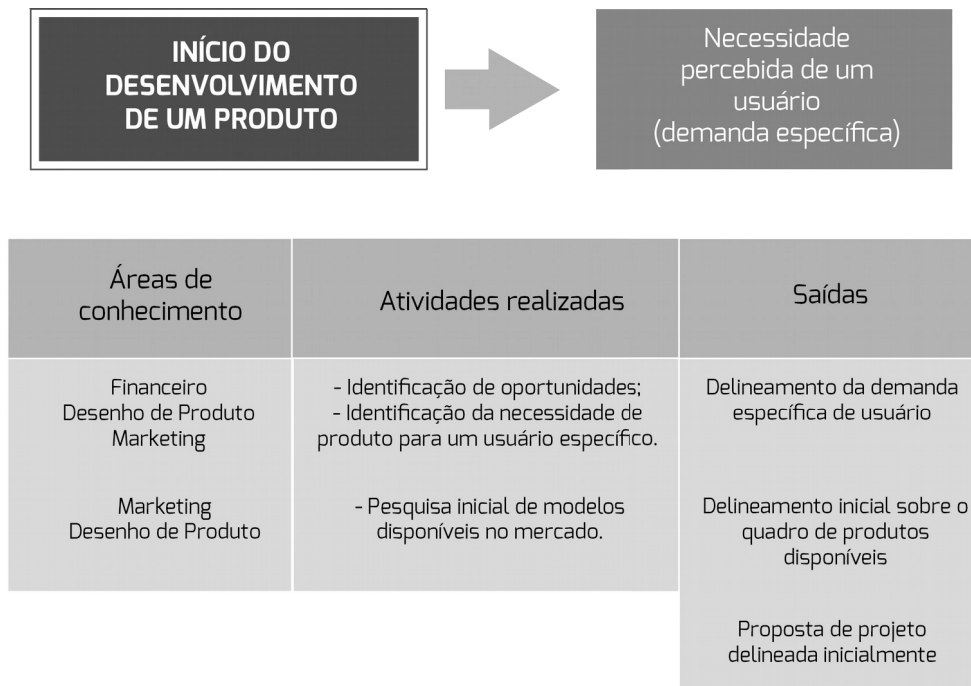 INÍCIO DO
DESENVOLVIMENTO
DE UM PRODUTO
Necessidade
percebida de um
usuário
(demanda específica)
Áreas de
conhecimento
Atividades realizadas
Saídas
Financeiro
Desenho de Produto
Marketing
- Identificação de oportunidades;
- Identificação da necessidade de
produto para um usuário específico.
Delineamento da demanda
específica de usuário
Marketing
Desenho de Produto
- Pesquisa inicial de modelos
disponíveis no mercado.
Delineamento inicial sobre o
quadro de produtos
disponíveis
Proposta de projeto
delineada inicialmente